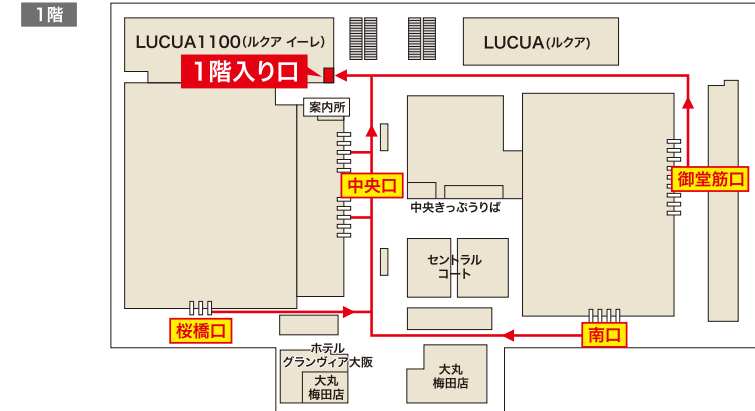 1階
LUCUA1100(ルクア イーレ)
LUCUA(ルクア)
1階入り口
案内所
中央口
御堂筋口
中央きっぷうりば
セントラル
コート
桜橋口
南口
ホテル
グランヴィア大阪
大丸
梅田店
大丸
梅田店